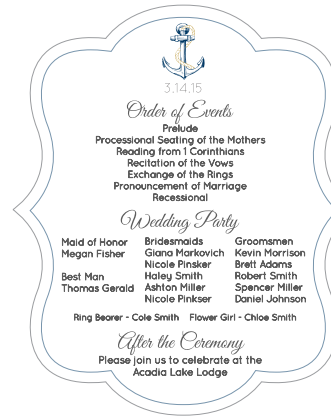 3.14.15
Order of Events
Prelude
Processional Seating of the Mothers
Reading from 1 Corinthians
Recitation of the Vows
Exchange of the Rings
Pronouncement of Marriage
Recessional
Wedding Party
Maid of Honor
Megan Fisher
Best Man
Thomas Gerald
Bridesmaids
Giana Markovich
Nicole Pinsker
Haley Smith
Ashton Miller
Nicole Pinkser
Groomsmen
Kevin Morrison
Brett Adams
Robert Smith
Spencer Miller
Daniel Johnson
Ring Bearer - Cole Smith Flower Girl - Chloe Smith
After the Ceremony
Please join us to celebrate at the
Acadia Lake Lodge